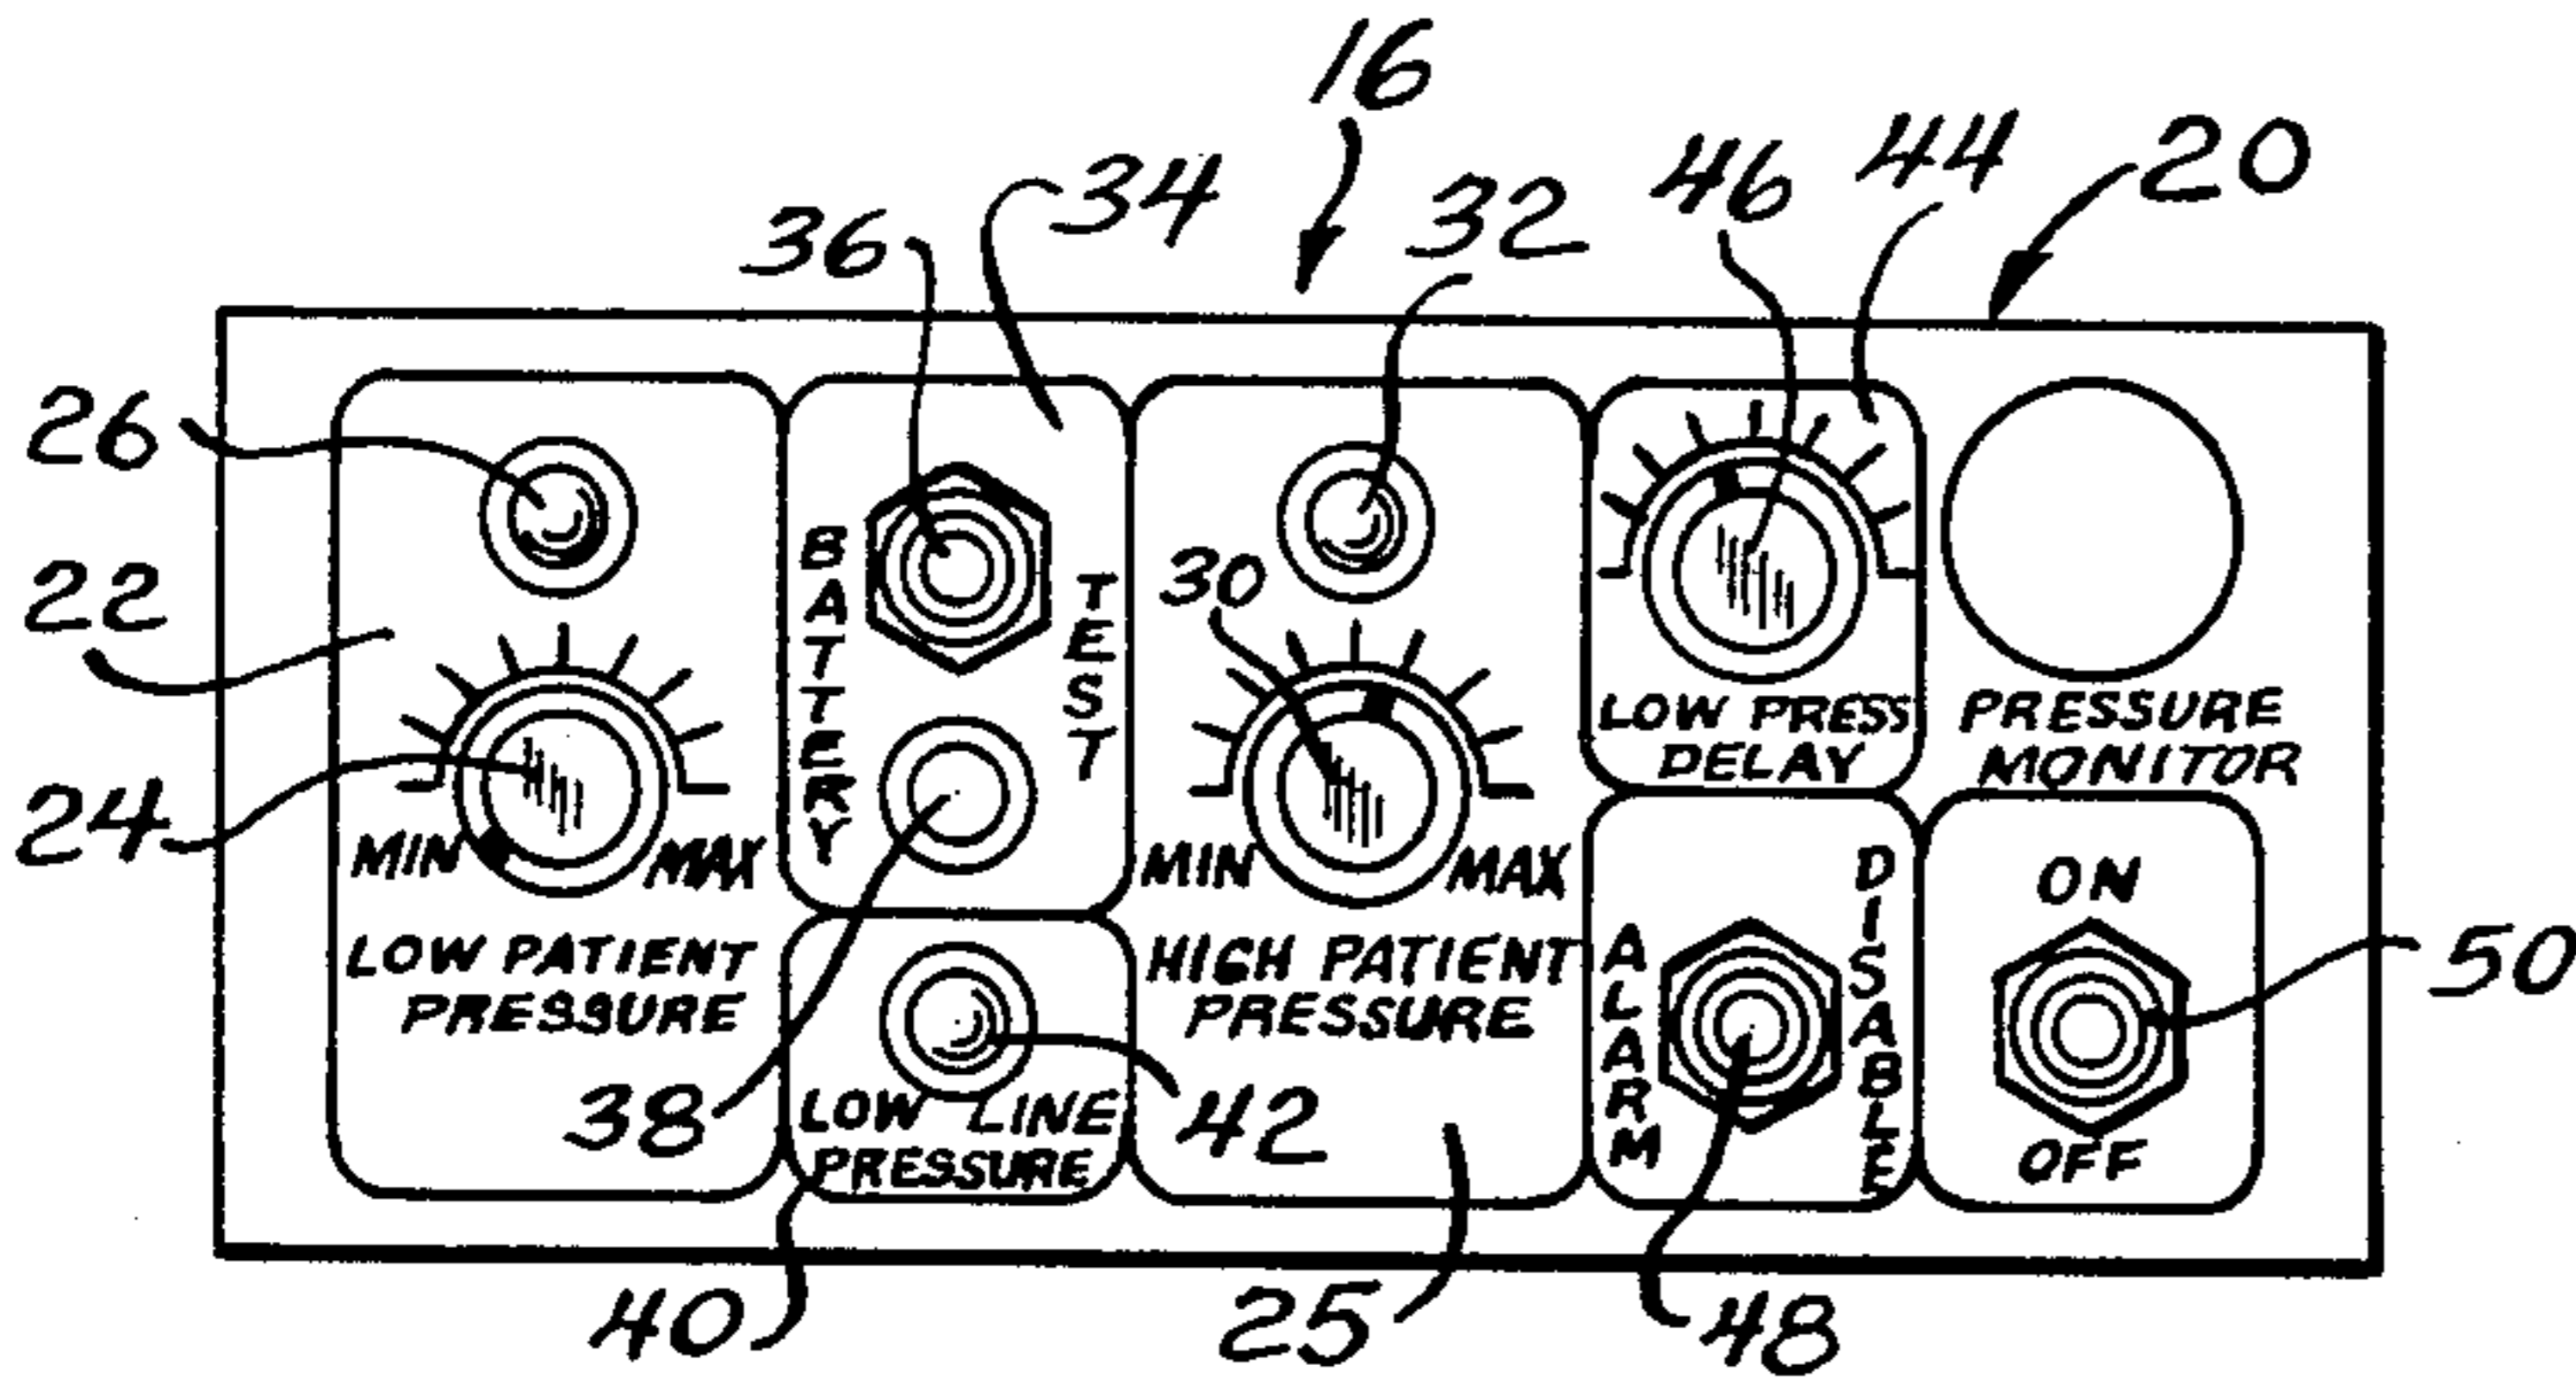 16
34
36
32
46
44
20
26
22
24
30
BATTERY
TEST
MIN
MAX
LOW PATIENT
PRESSURE
38
LOW LINE
PRESSURE
42
40
MIN
MAX
HIGH PATIENT
PRESSURE
25
LOW PRESS
DELAY
PRESSURE
MONITOR
ALARM
DISABLE
48
ON
OFF
50